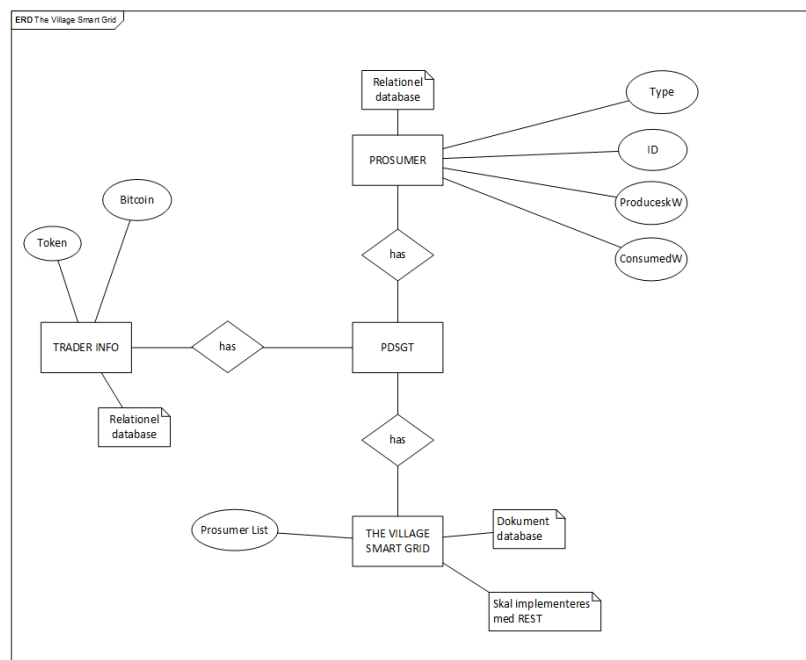 ERD The Village Smart Grid
Relationel
database
Type
PROSUMER
ID
Bitcoin
ProduceskW
Token
has
ConsumedW
TRADER INFO
has
PDSGT
Relationel
database
has
Prosumer List
THE VILLAGE
SMART GRID
Dokument
database
Skal implementeres
med REST